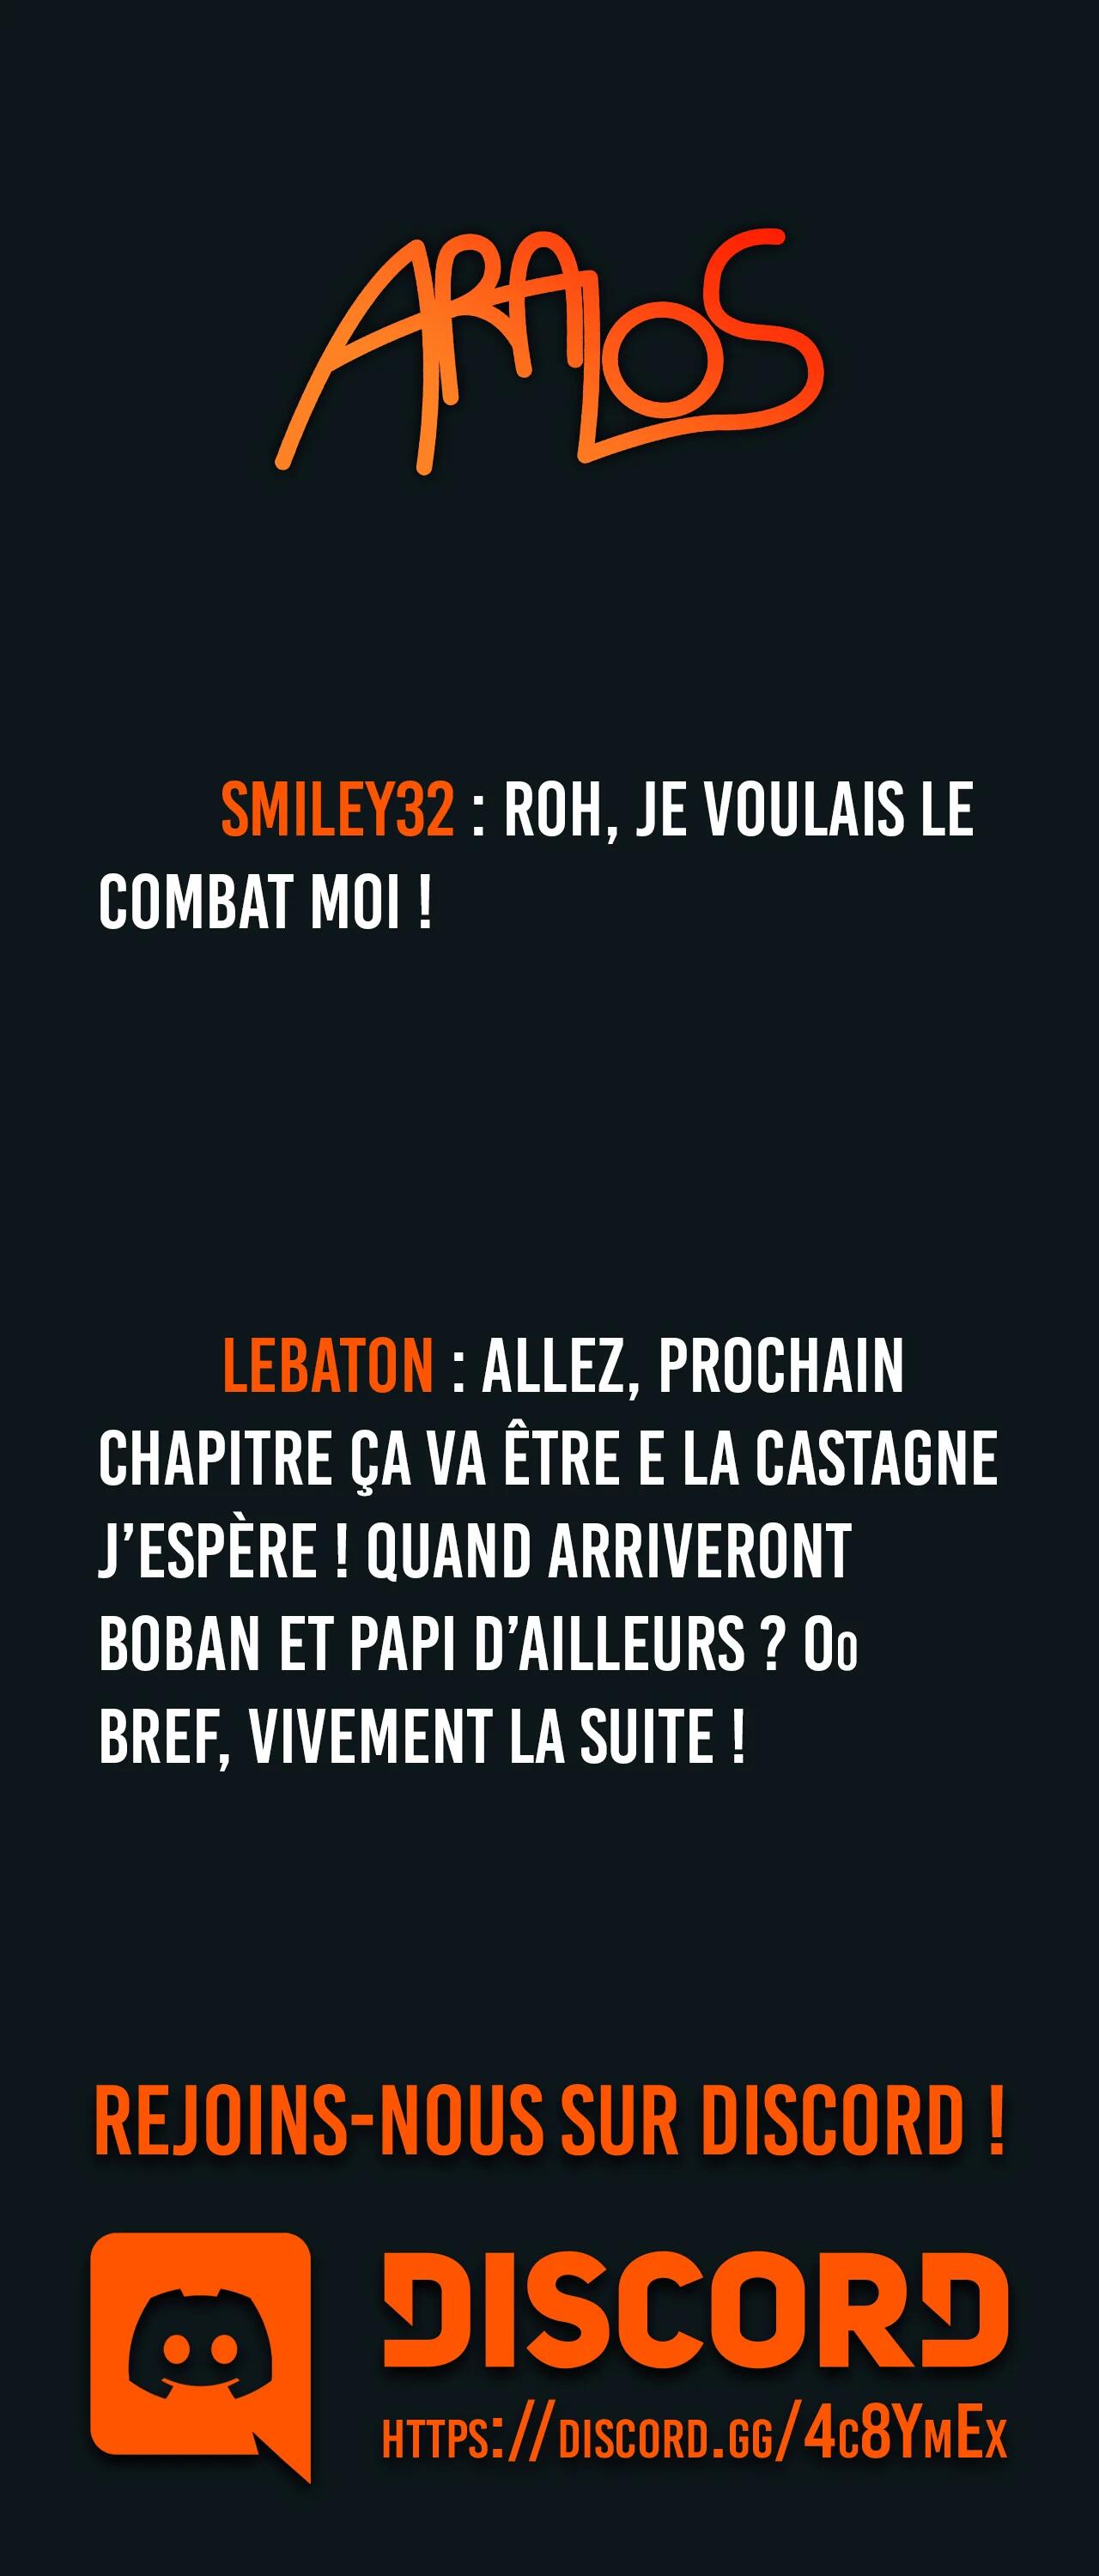 ARALOS
SMILEY32 : ROH, JE VOULAIS LE
COMBAT MOI !
LEBATON : ALLEZ, PROCHAIN
CHAPITRE ÇA VA ÊTRE E LA CASTAGNE
J’ESPÈRE ! QUAND ARRIVERONT
BOBAN ET PAPI D’AILLEURS ? Oo
BREF, VIVEMENT LA SUITE !
REJOINS-NOUS SUR DISCORD !
DISCORD
https://discord.gg/4c8YmEx